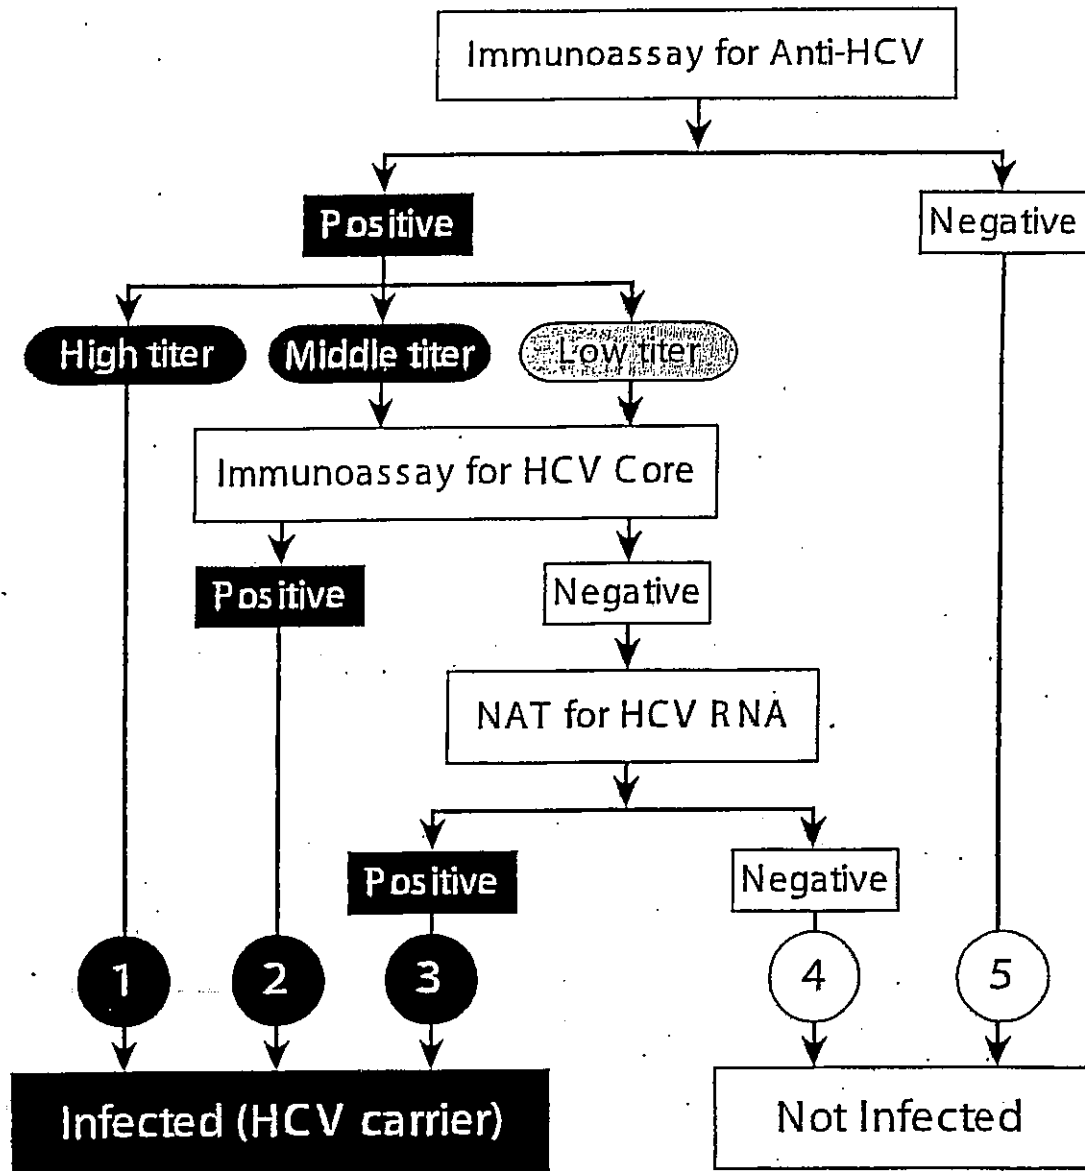 Immunoassay for Anti-HCV
Positive
Negative
High titer
Middle titer
Low titer
Immunoassay for HCV Core
Positive
Negative
NAT for HCV RNA
Positive
Negative
1
2
3
4
5
Infected (HCV carrier)
Not Infected